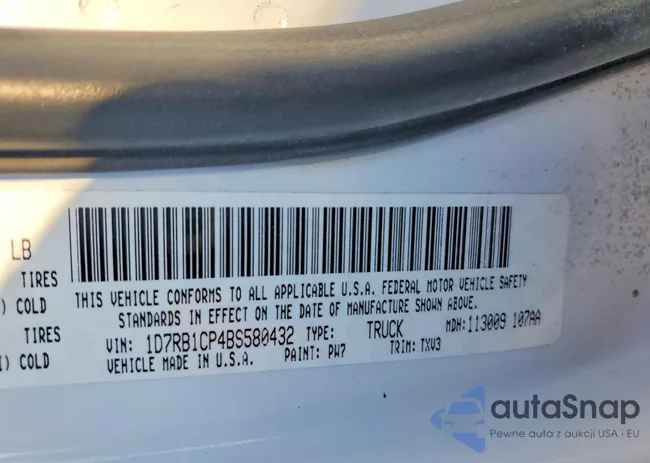 LB
TIRES
) COLD
TIRES
I) COLD
THIS VEHICLE CONFORMS TO ALL APPLICABLE U.S.A. FEDERAL MOTOR VEHICLE SAFETY
STANDARDS IN EFFECT ON THE DATE OF MANUFACTURE SHOWN ABOVE.
VIN: 1D7RB1CP4BS580432 TYPE: TRUCK MDH: 113009 107AA
VEHICLE MADE IN U.S.A. PAINT: PW7 TRIM: TXV3
autaSnap
Pewne auta z aukcji USA i EU